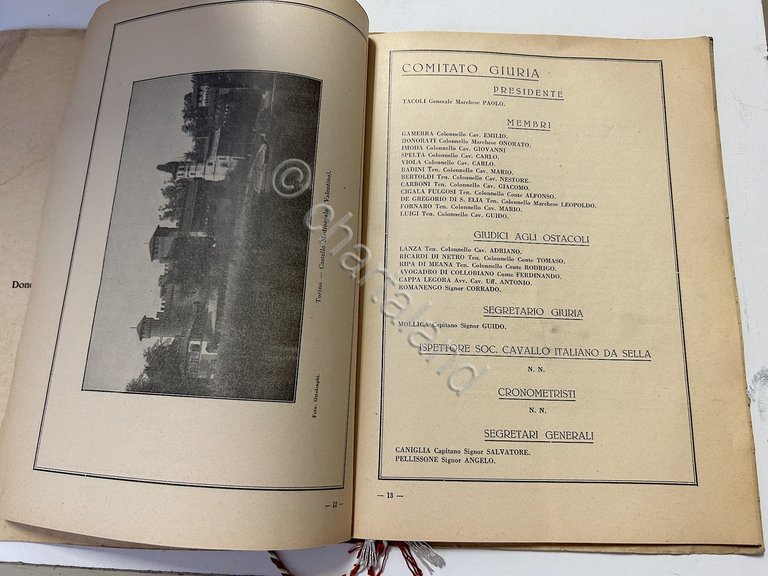 Done
Torino — Castello Medioevale (Valentino).
Foto. Ottolenghi.
— 12 —
COMITATO GIURIA
PRESIDENTE
TACOLI Generale Marchese PAOLO.
MEMBRI
GAMERRA Colonnello Cav. EMILIO.
HONORATI Colonnello Marchese ONORATO.
IMODA Colonnello Cav. GIOVANNI
SPELTA Colonnello Cav. CARLO.
VIOLA Colonnello Cav. CARLO.
BADINI Ten. Colonnello Cav. MARIO.
BERTOLDI Ten. Colonnello Cav. NESTORE.
CARBONI Ten. Colonnello Cav. GIACOMO.
CIGALA FULGOSI Ten. Colonnello Conte ALFONSO.
DE GREGORIO DI S. ELIA Ten. Colonnello Marchese LEOPOLDO.
FORNARO Ten. Colonnello Cav. MARIO.
LUIGI Ten. Colonnello Cav. GUIDO.
GIUDICI AGLI OSTACOLI
LANZA Ten. Colonnello Cav. ADRIANO.
RICARDI DI NETRO Ten. Colonnello Conte TOMASO.
RIPA DI MEANA Ten. Colonnello Conte RODRIGO.
AVOGADRO DI COLLOBIANO Conte FERDINANDO.
CAPPA LEGORA Avv. Cav. Uff. ANTONIO.
ROMANENGO Signor CORRADO.
SEGRETARIO GIURIA
MOLLICA Capitano Signor GUIDO.
ISPETTORE SOC. CAVALLO ITALIANO DA SELLA
N. N.
CRONOMETRISTI
N. N.
SEGRETARI GENERALI
CANIGLIA Capitano Signor SALVATORE.
PELLISSONE Signor ANGELO.
— 13 —
© chartaland